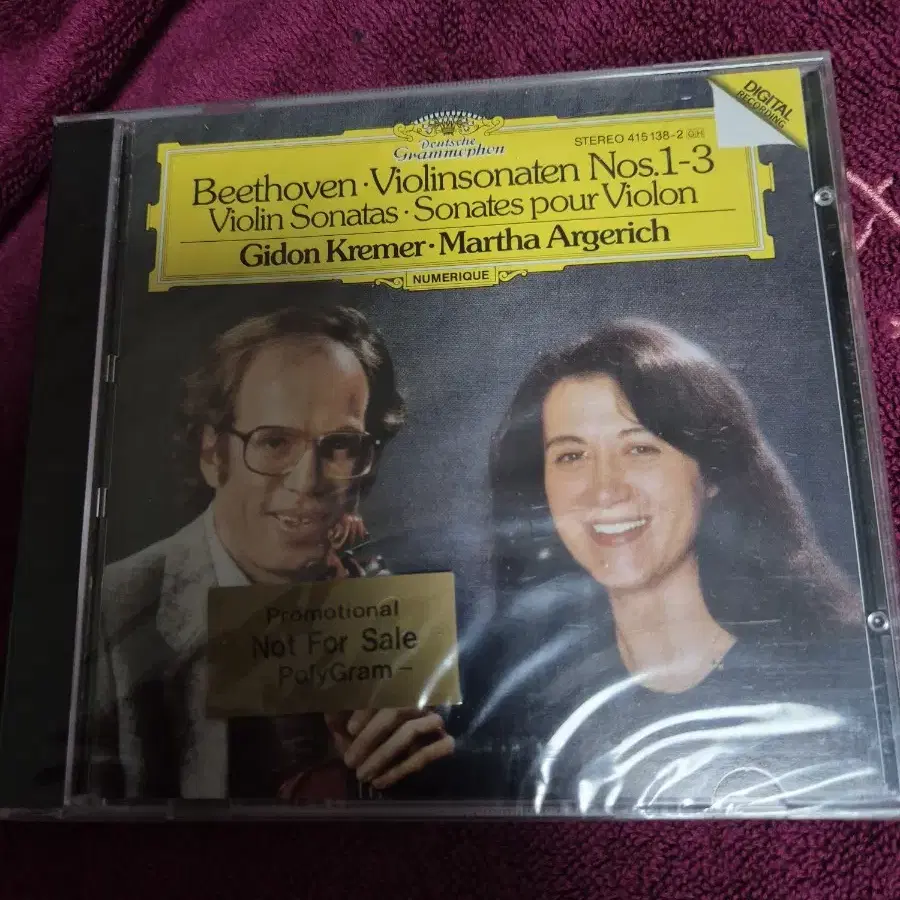 DIGITAL
RECORDING
Deutsche
Grammophon
STEREO 415 138-2 GH
Beethoven · Violinsonaten Nos. 1-3
Violin Sonatas · Sonates pour Violon
Gidon Kremer · Martha Argerich
NUMERIQUE
Promotional
Not For Sale
PolyGram –